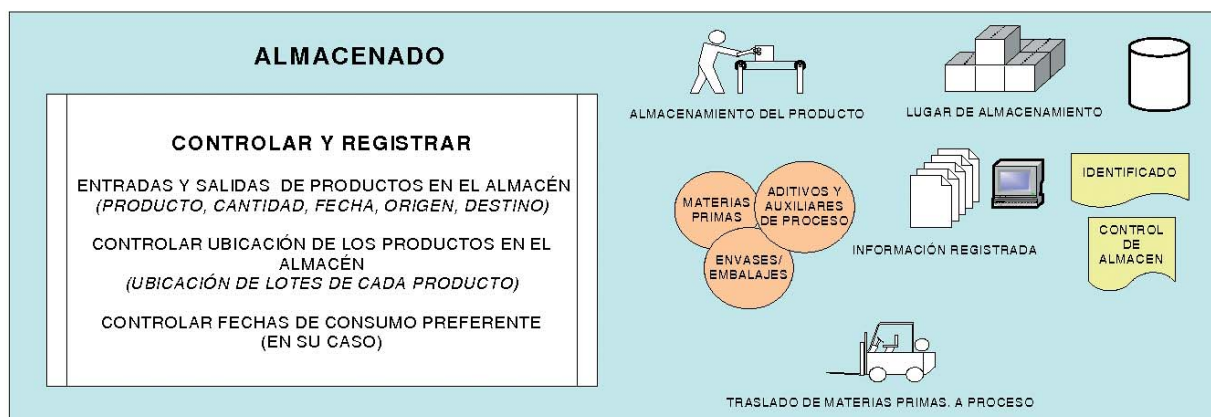 ALMACENADO
CONTROLAR Y REGISTRAR
ENTRADAS Y SALIDAS DE PRODUCTOS EN EL ALMACÉN
(PRODUCTO, CANTIDAD, FECHA, ORIGEN, DESTINO)
CONTROLAR UBICACIÓN DE LOS PRODUCTOS EN EL
ALMACÉN
(UBICACIÓN DE LOTES DE CADA PRODUCTO)
CONTROLAR FECHAS DE CONSUMO PREFERENTE
(EN SU CASO)
ALMACENAMIENTO DEL PRODUCTO
LUGAR DE ALMACENAMIENTO
MATERIAS
PRIMAS
ADITIVOS Y
AUXILIARES
DE PROCESO
ENVASES/
EMBALAJES
INFORMACIÓN REGISTRADA
IDENTIFICADO
CONTROL
DE
ALMACEN
TRASLADO DE MATERIAS PRIMAS. A PROCESO